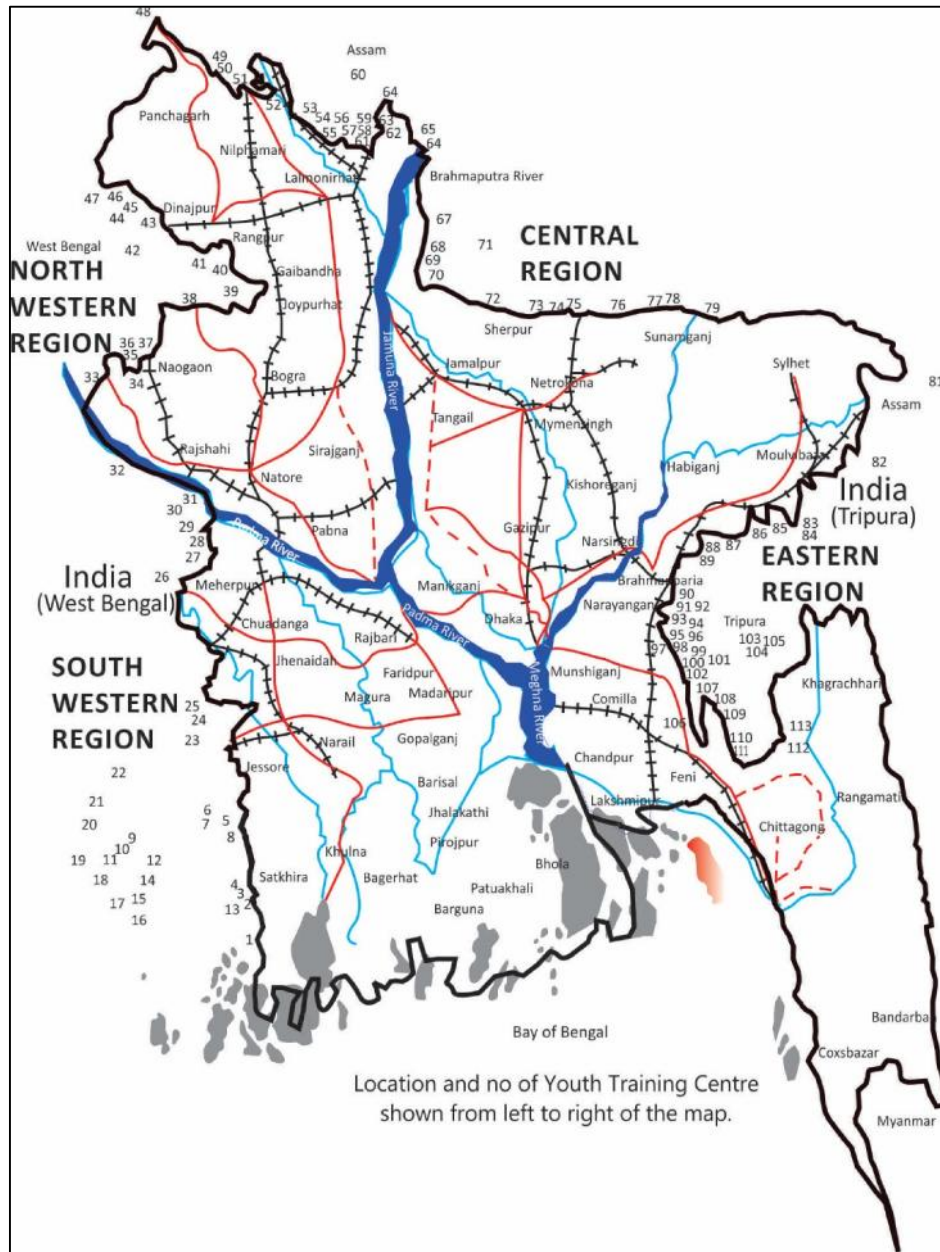 48
49
50
51
Assam
60
52
53
54
55
56
57
58
59
61
62
63
64
65
64
Panchagarh
Nilphamari
Lalmonirhat
Brahmaputra River
47
46
45
44
43
42
Dinajpur
Rangpur
67
68
69
70
71
CENTRAL
REGION
West Bengal
NORTH
WESTERN
REGION
41
40
39
38
Gaibandha
Joypurhat
72
73
74
75
76
77
78
79
Sherpur
Sunamganj
36
37
35
34
33
Naogaon
Bogra
Jamuna River
Jamalpur
Netrokona
Sylhet
81
Assam
Tangail
Mymensingh
Rajshahi
Sirajganj
Natore
Habiganj
82
32
31
30
29
28
27
26
Kishoreganj
India
(Tripura)
Padma River
Pabna
Gazipur
Narsingdi
83
84
85
86
87
88
89
EASTERN
REGION
India
(West Bengal)
Meherpur
Manikganj
Brahmanbaria
90
91
92
Chuadanga
Rajbari
Padma River
Dhaka
Narayanganj
93
94
95
96
97
98
99
100
101
102
Tripura
103
105
104
SOUTH
WESTERN
REGION
Jhenaidah
Faridpur
Magura
Madaripur
Meghna River
Munshiganj
Comilla
Khagrachhari
25
24
23
Narail
Gopalganj
106
107
108
109
110
111
113
112
Jessore
Chandpur
Feni
22
21
20
Barisal
Jhalakathi
Lakshmipur
Rangamati
Chittagong
6
7
5
8
9
10
19
11
12
18
14
17
15
16
Khulna
Pirojpur
Satkhira
Bagerhat
Bhola
Patuakhali
Barguna
4
3
2
13
1
Bay of Bengal
Bandarba
Coxsbazar
Myanmar
Location and no of Youth Training Centre
shown from left to right of the map.